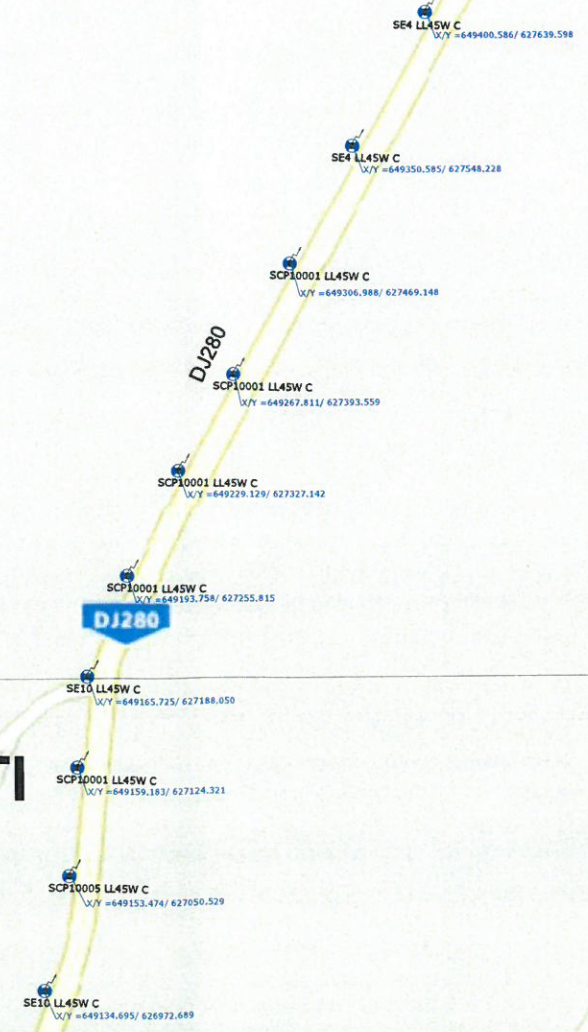 SE4 LL45W C
X/Y =649400.586/ 627639.598
SE4 LL45W C
X/Y =649350.585/ 627548.228
SCP10001 LL45W C
X/Y =649306.988/ 627469.148
DJ280
SCP10001 LL45W C
X/Y =649267.811/ 627393.559
SCP10001 LL45W C
X/Y =649229.129/ 627327.142
SCP10001 LL45W C
X/Y =649193.758/ 627255.815
DJ280
SE10 LL45W C
X/Y =649165.725/ 627188.050
SCP10001 LL45W C
X/Y =649159.183/ 627124.321
SCP10005 LL45W C
X/Y =649153.474/ 627050.529
SE10 LL45W C
X/Y =649134.695/ 626972.689